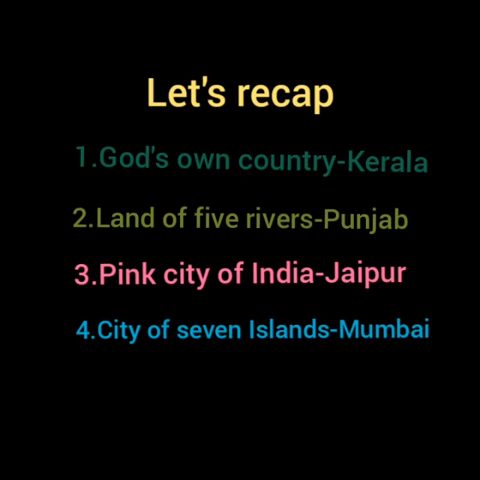 Let's recap
1.God's own country-Kerala
2.Land of five rivers-Punjab
3.Pink city of India-Jaipur
4.City of seven Islands-Mumbai